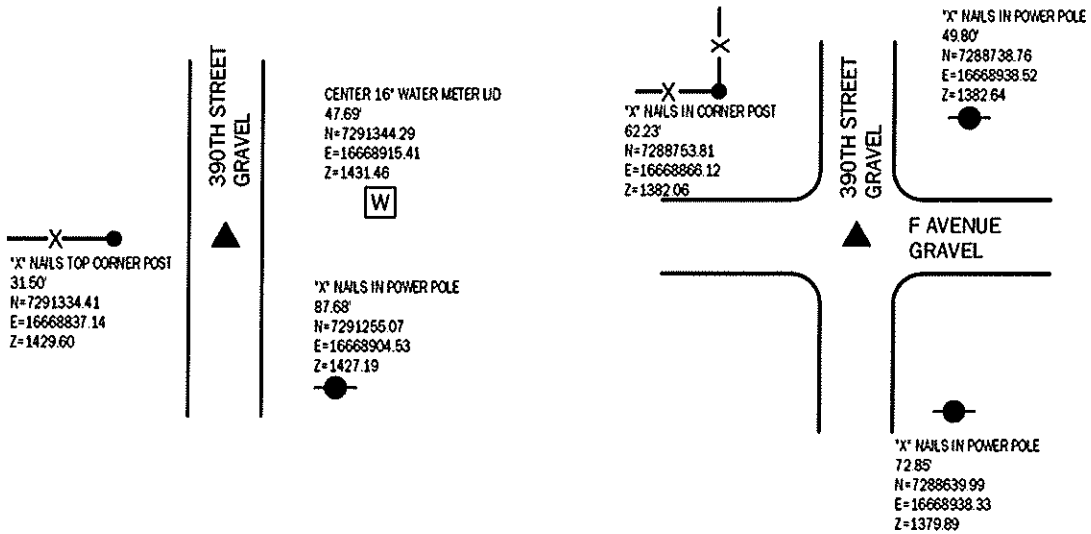 390TH STREET
GRAVEL
CENTER 16" WATER METER LID
47.69'
N=7291344.29
E=16668915.41
Z=1431.46
W
X
"X" NAILS TOP CORNER POST
31.50'
N=7291334.41
E=16668837.14
Z=1429.60
"X" NAILS IN POWER POLE
87.68'
N=7291255.07
E=16668904.53
Z=1427.19
X
X
"X" NAILS IN CORNER POST
62.23'
N=7288753.81
E=16668866.12
Z=1382.06
390TH STREET
GRAVEL
"X" NAILS IN POWER POLE
49.80'
N=7288738.76
E=16668938.52
Z=1382.64
F AVENUE
GRAVEL
"X" NAILS IN POWER POLE
72.85'
N=7288639.99
E=16668938.33
Z=1379.89